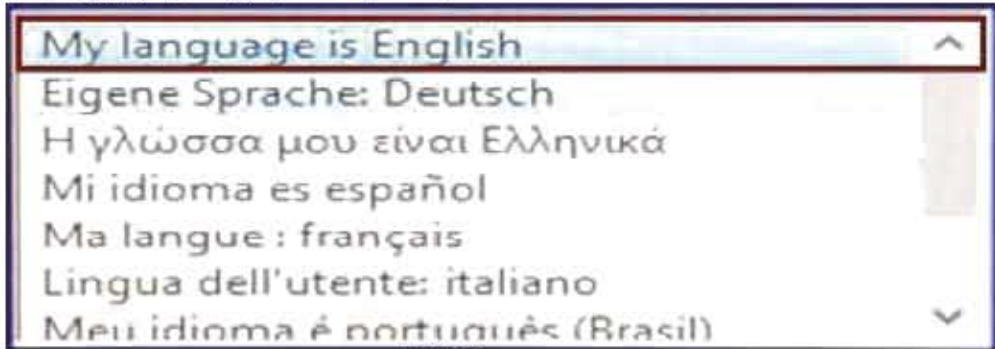 My language is English
Eigene Sprache: Deutsch
Η γλώσσα μου είναι Ελληνικά
Mi idioma es español
Ma langue : français
Lingua dell'utente: italiano
Meu idioma é português (Brasil)